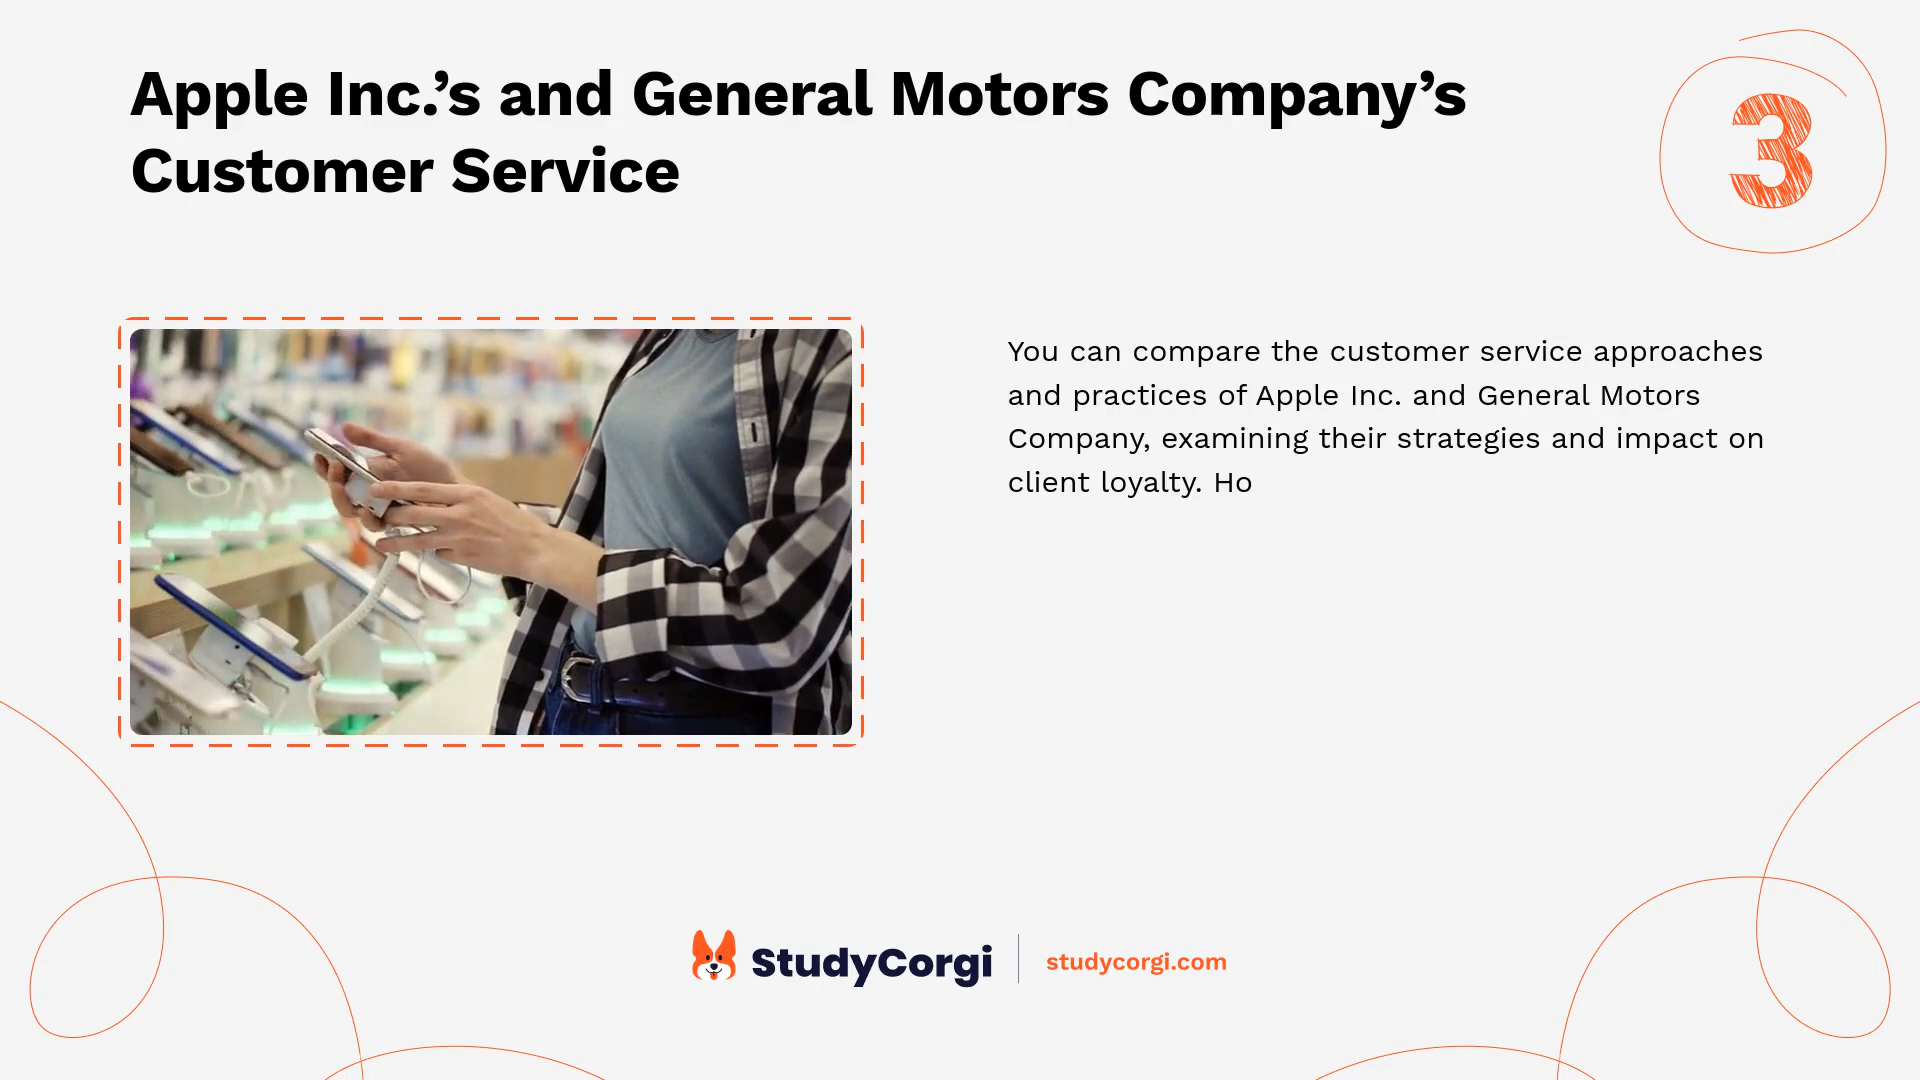 Apple Inc.’s and General Motors Company’s
Customer Service
3
You can compare the customer service approaches
and practices of Apple Inc. and General Motors
Company, examining their strategies and impact on
client loyalty. Ho
StudyCorgi
studycorgi.com